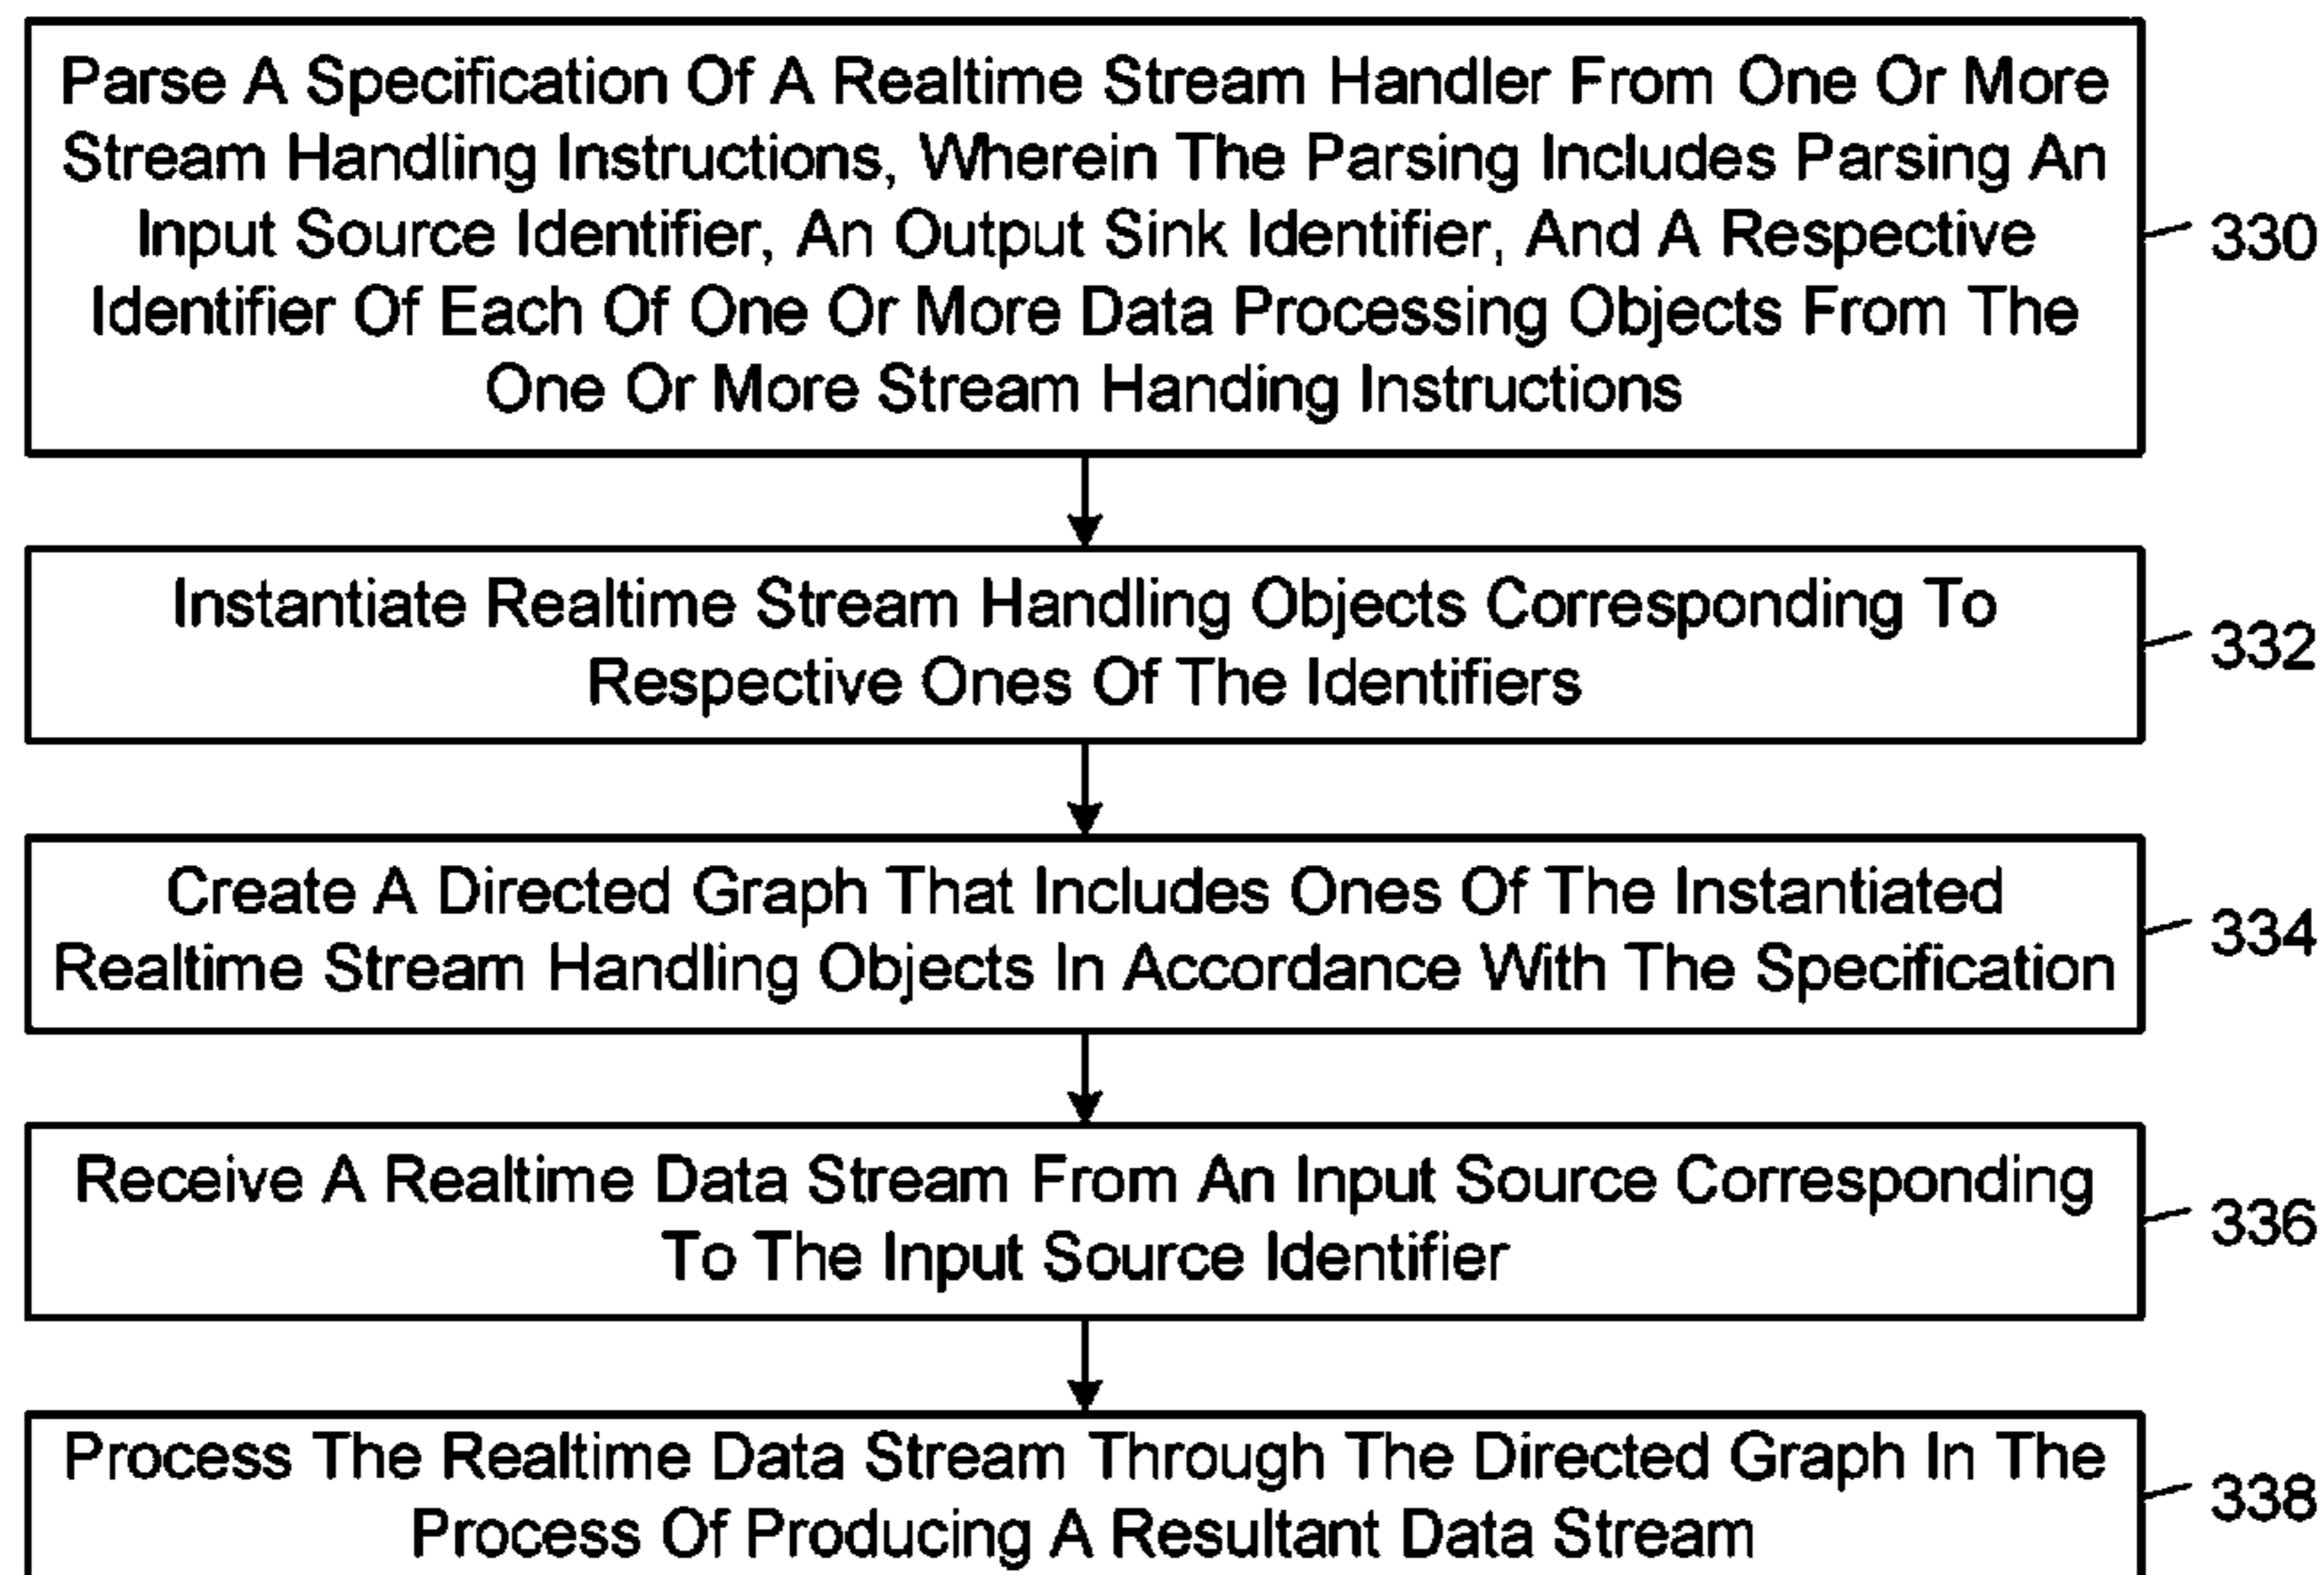 Parse A Specification Of A Realtime Stream Handler From One Or More
Stream Handling Instructions, Wherein The Parsing Includes Parsing An
Input Source Identifier, An Output Sink Identifier, And A Respective
Identifier Of Each Of One Or More Data Processing Objects From The
One Or More Stream Handing Instructions
330
Instantiate Realtime Stream Handling Objects Corresponding To
Respective Ones Of The Identifiers
332
Create A Directed Graph That Includes Ones Of The Instantiated
Realtime Stream Handling Objects In Accordance With The Specification
334
Receive A Realtime Data Stream From An Input Source Corresponding
To The Input Source Identifier
336
Process The Realtime Data Stream Through The Directed Graph In The
Process Of Producing A Resultant Data Stream
338